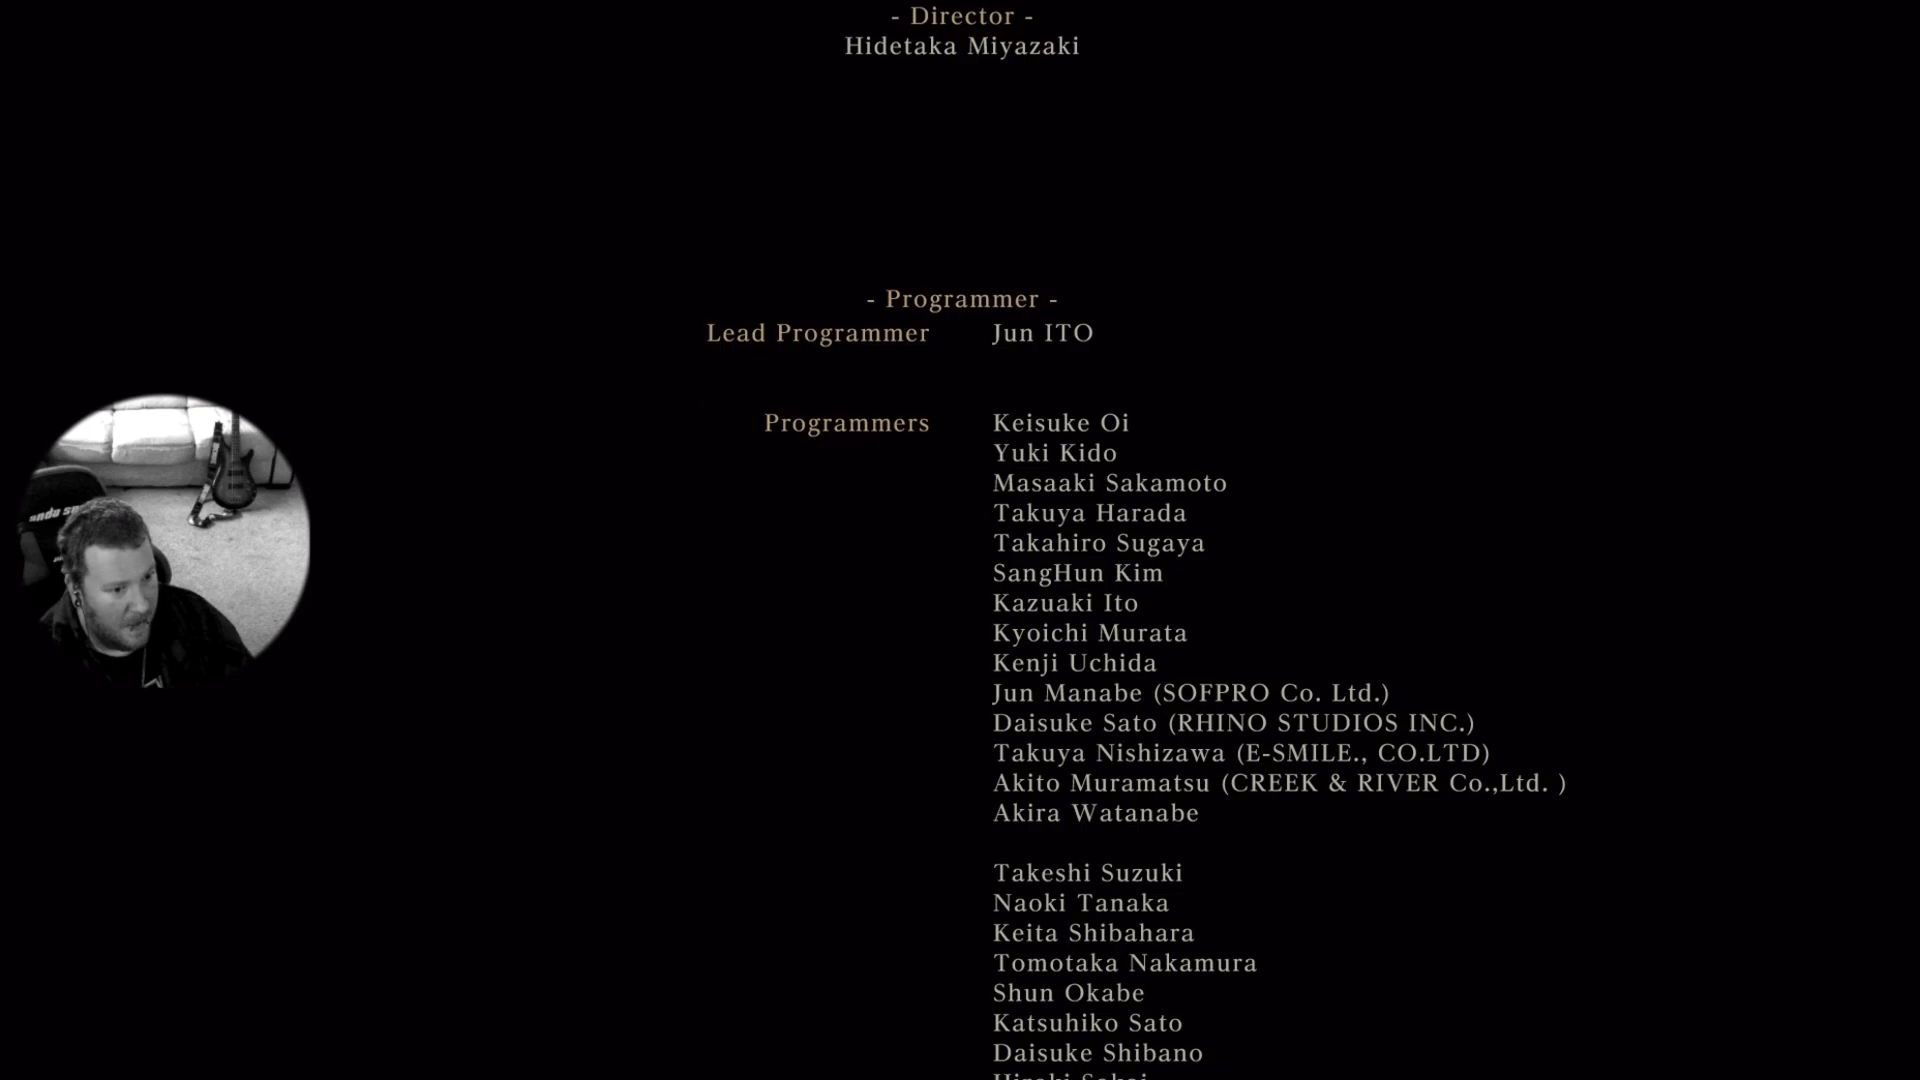 - Director -
Hidetaka Miyazaki
- Programmer -
Lead Programmer Jun ITO
Programmers Keisuke Oi
Yuki Kido
Masaaki Sakamoto
Takuya Harada
Takahiro Sugaya
SangHun Kim
Kazuaki Ito
Kyoichi Murata
Kenji Uchida
Jun Manabe (SOFPRO Co. Ltd.)
Daisuke Sato (RHINO STUDIOS INC.)
Takuya Nishizawa (E-SMILE., CO.LTD)
Akito Muramatsu (CREEK & RIVER Co.,Ltd. )
Akira Watanabe
Takeshi Suzuki
Naoki Tanaka
Keita Shibahara
Tomotaka Nakamura
Shun Okabe
Katsuhiko Sato
Daisuke Shibano